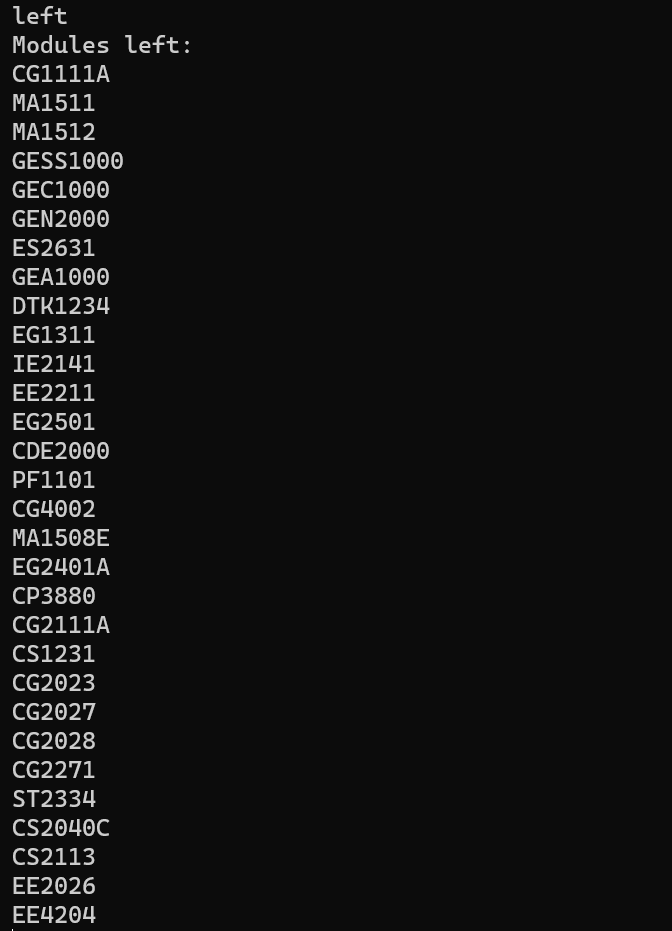 left
Modules left:
CG1111A
MA1511
MA1512
GESS1000
GEC1000
GEN2000
ES2631
GEA1000
DTK1234
EG1311
IE2141
EE2211
EG2501
CDE2000
PF1101
CG4002
MA1508E
EG2401A
CP3880
CG2111A
CS1231
CG2023
CG2027
CG2028
CG2271
ST2334
CS2040C
CS2113
EE2026
EE4204